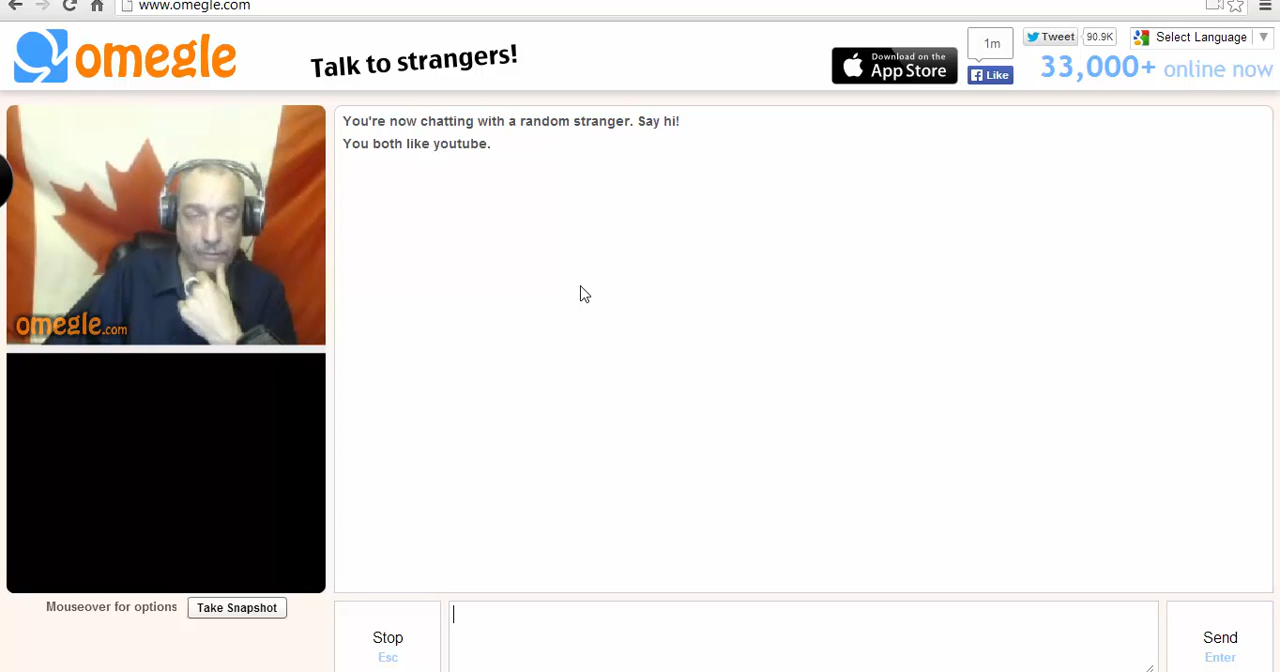 www.omegle.com
omegle
Talk to strangers!
Download on the
App Store
1m
Like
Tweet
90.9K
Select Language
33,000+ online now
You're now chatting with a random stranger. Say hi!
You both like youtube.
omegle.com
Mouseover for options
Take Snapshot
Stop
Esc
Send
Enter